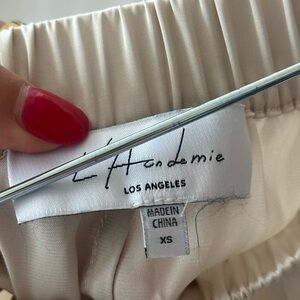 L'Academie
LOS ANGELES
MADE IN
CHINA
XS